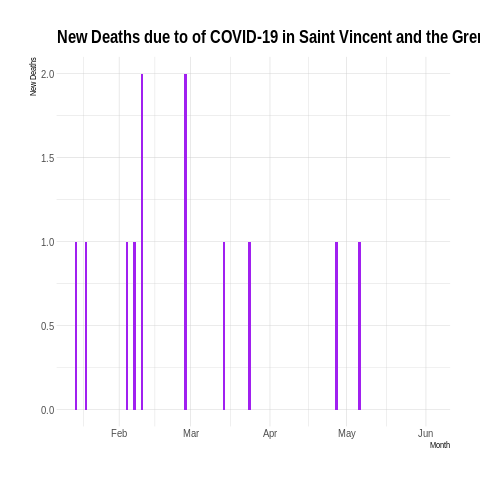 New Deaths due to of COVID-19 in Saint Vincent and the Gren
New Deaths
2.0
1.5
1.0
0.5
0.0
Feb Mar Apr May Jun
Month